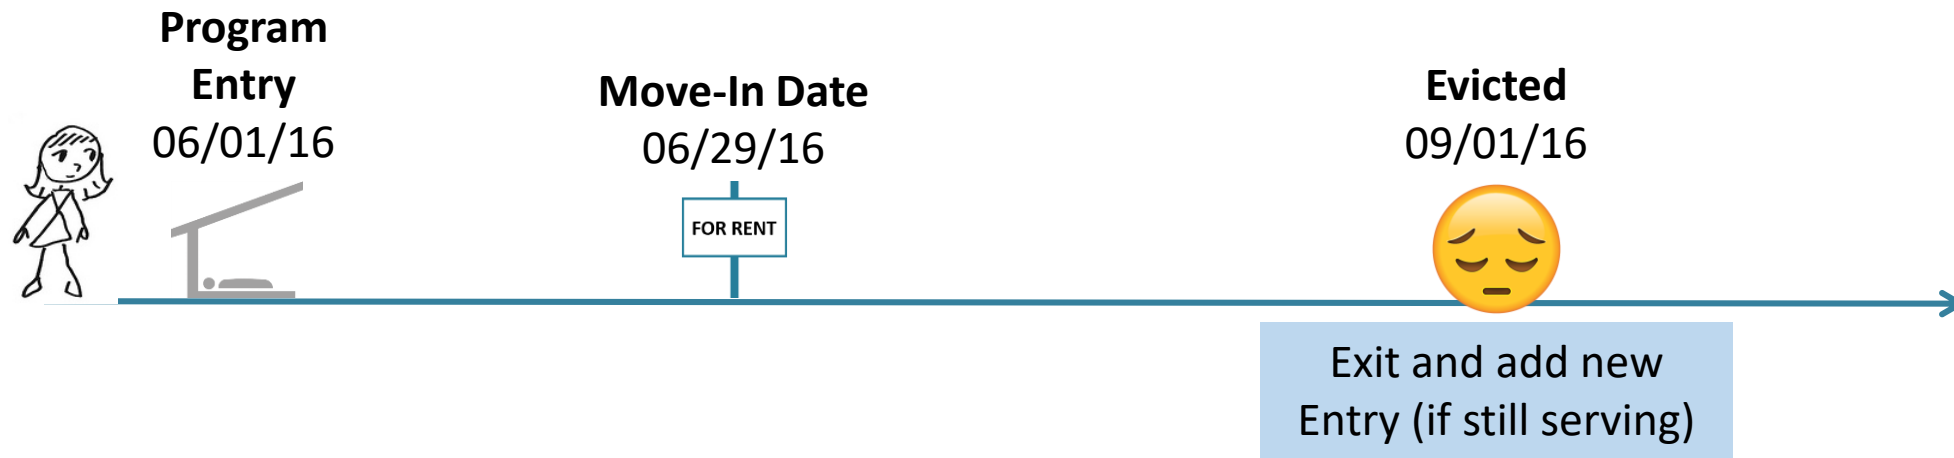 Program
Entry
06/01/16
Move-In Date
06/29/16
FOR RENT
Evicted
09/01/16
Exit and add new
Entry (if still serving)